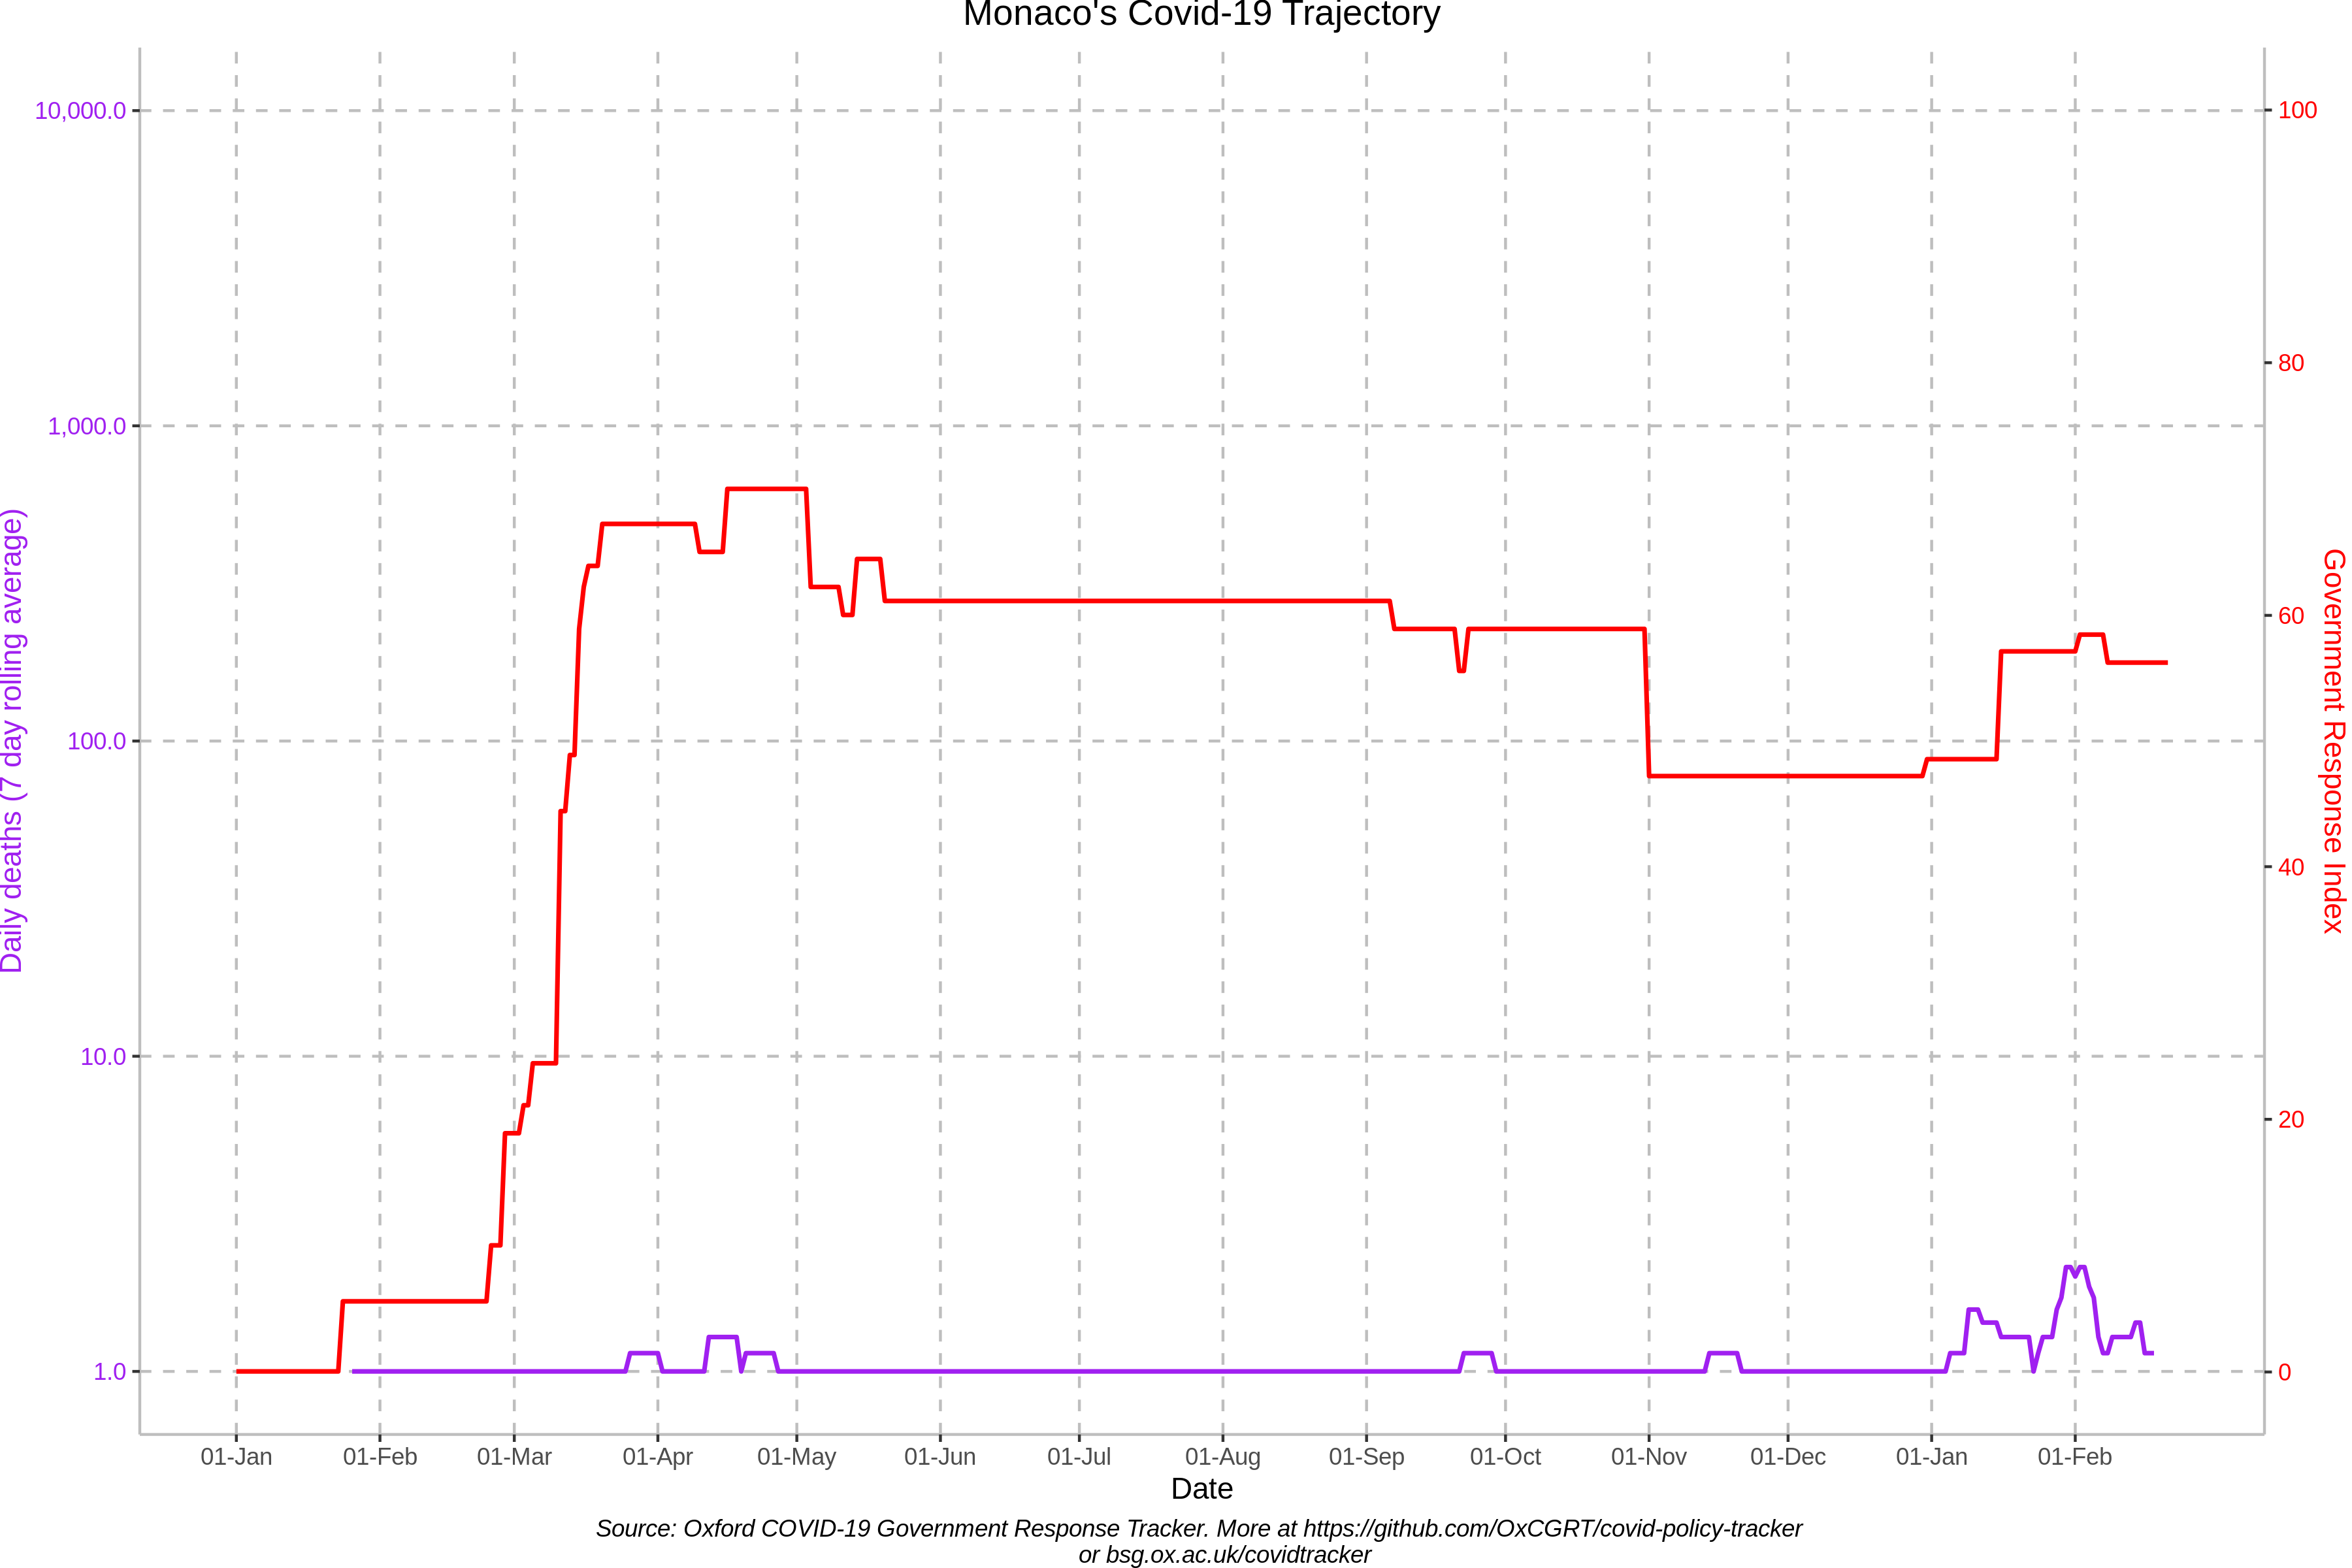 Monaco's Covid-19 Trajectory
10,000.0
1,000.0
100.0
10.0
1.0
Daily deaths (7 day rolling average)
100
80
60
40
20
0
Government Response Index
01-Jan 01-Feb 01-Mar 01-Apr 01-May 01-Jun 01-Jul 01-Aug 01-Sep 01-Oct 01-Nov 01-Dec 01-Jan 01-Feb
Date
Source: Oxford COVID-19 Government Response Tracker. More at https://github.com/OxCGRT/covid-policy-tracker
or bsg.ox.ac.uk/covidtracker